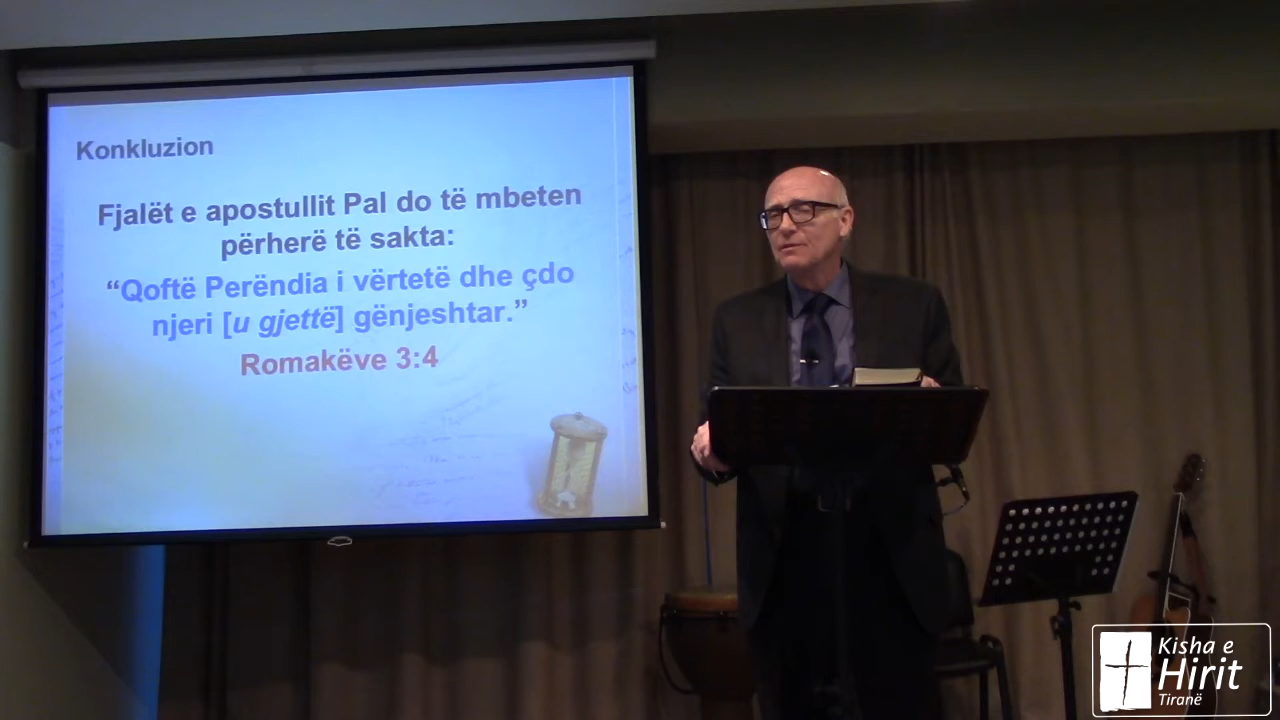 Konkluzion
Fjalët e apostullit Pal do të mbeten
përherë të sakta:
“Qoftë Perëndia i vërtetë dhe çdo
njeri [u gjettë] gënjeshtar.”
Romakëve 3:4
Kisha e
Hirit
Tiranë